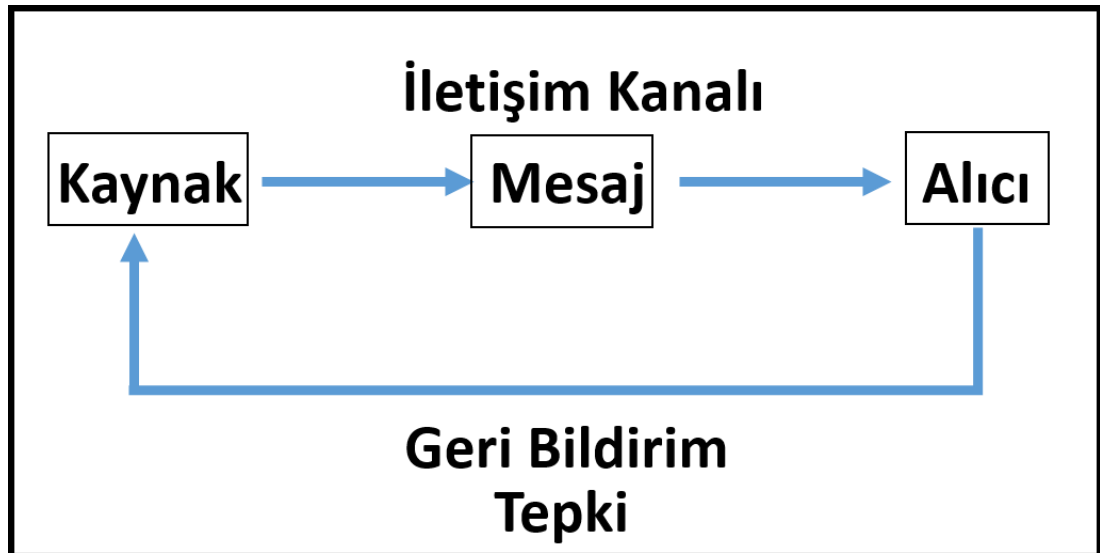 İletişim Kanalı
Kaynak
Mesaj
Alıcı
Geri Bildirim
Tepki